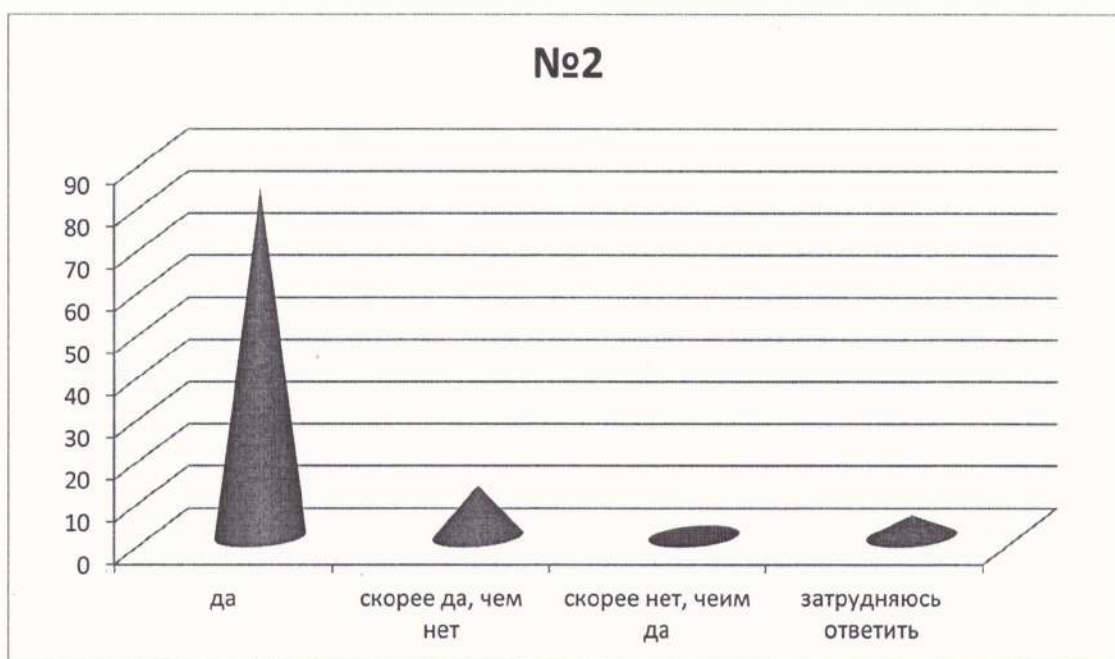 №2
90
80
70
60
50
40
30
20
10
0
да
скорее да, чем
нет
скорее нет, чеим
да
затрудняюсь
ответить